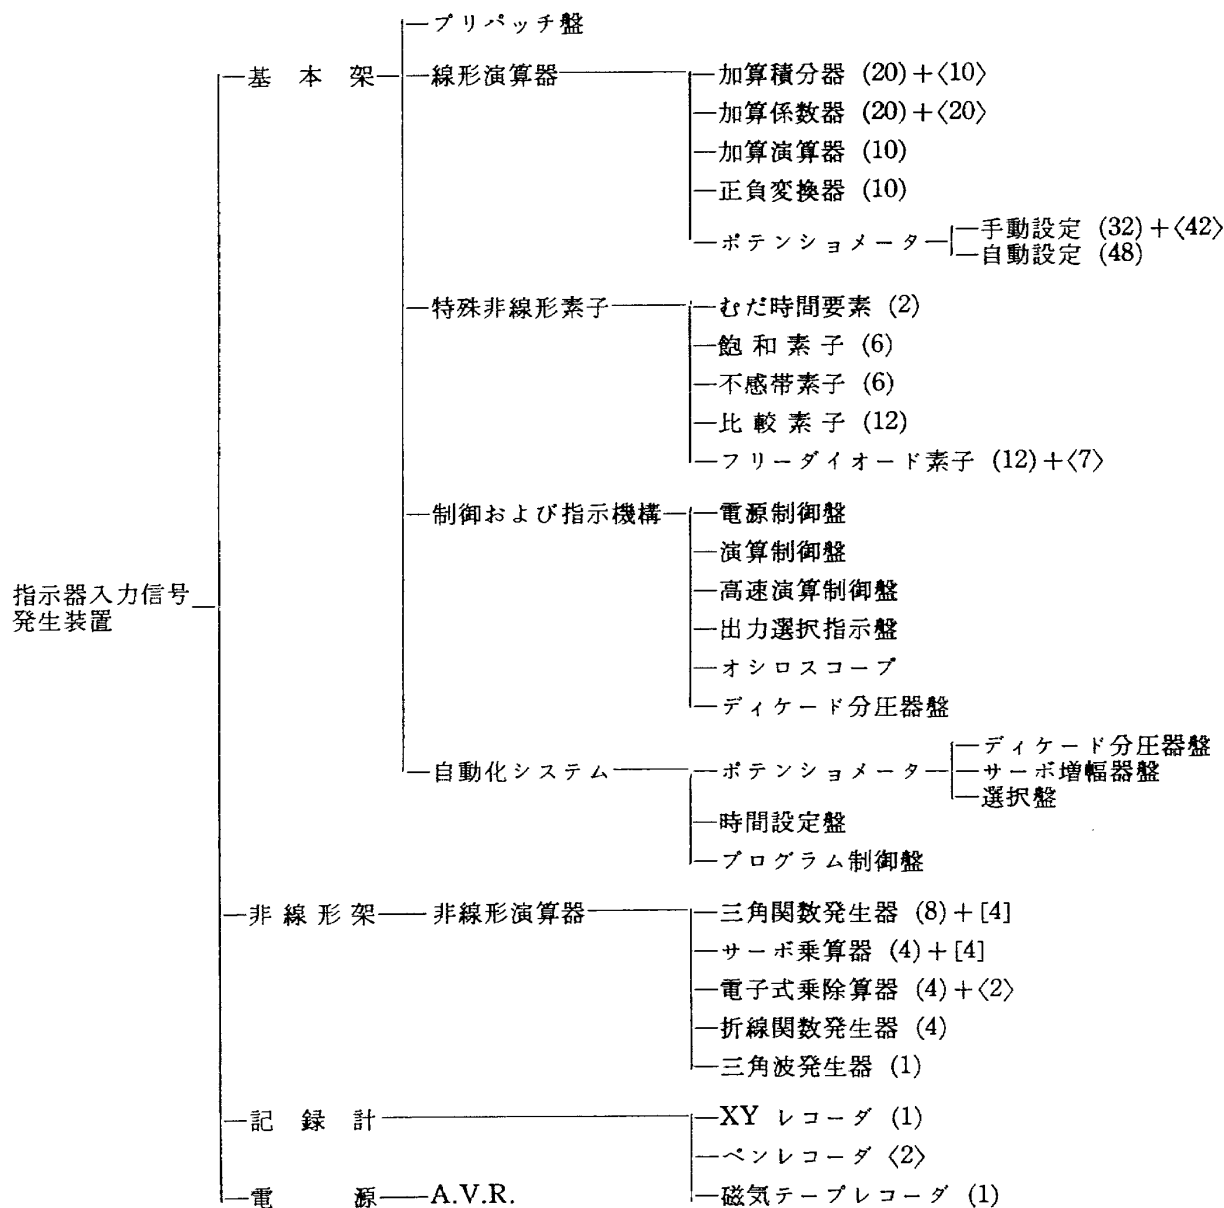 プリパッチ盤
基本架
線形演算器
加算積分器 (20)+〈10〉
加算係数器 (20)+〈20〉
加算演算器 (10)
正負変換器 (10)
ポテンショメータ
手動設定 (32)+〈42〉
自動設定 (48)
特殊非線形素子
むだ時間要素 (2)
飽和素子 (6)
不感帯素子 (6)
比較素子 (12)
フリーダイオード素子 (12)+〈7〉
制御および指示機構
電源制御盤
演算制御盤
高速演算制御盤
出力選択指示盤
オシロスコープ
ディケード分圧器盤
指示器入力信号
発生装置
自動化システム
ポテンショメータ
ディケード分圧器盤
サーボ増幅器盤
選択盤
時間設定盤
プログラム制御盤
非線形架
非線形演算器
三角関数発生器 (8)+[4]
サーボ乗算器 (4)+[4]
電子式乗除算器 (4)+〈2〉
折線関数発生器 (4)
三角波発生器 (1)
記録計
XY レコーダ (1)
ペンレコーダ 〈2〉
磁気テープレコーダ (1)
電源
A.V.R.